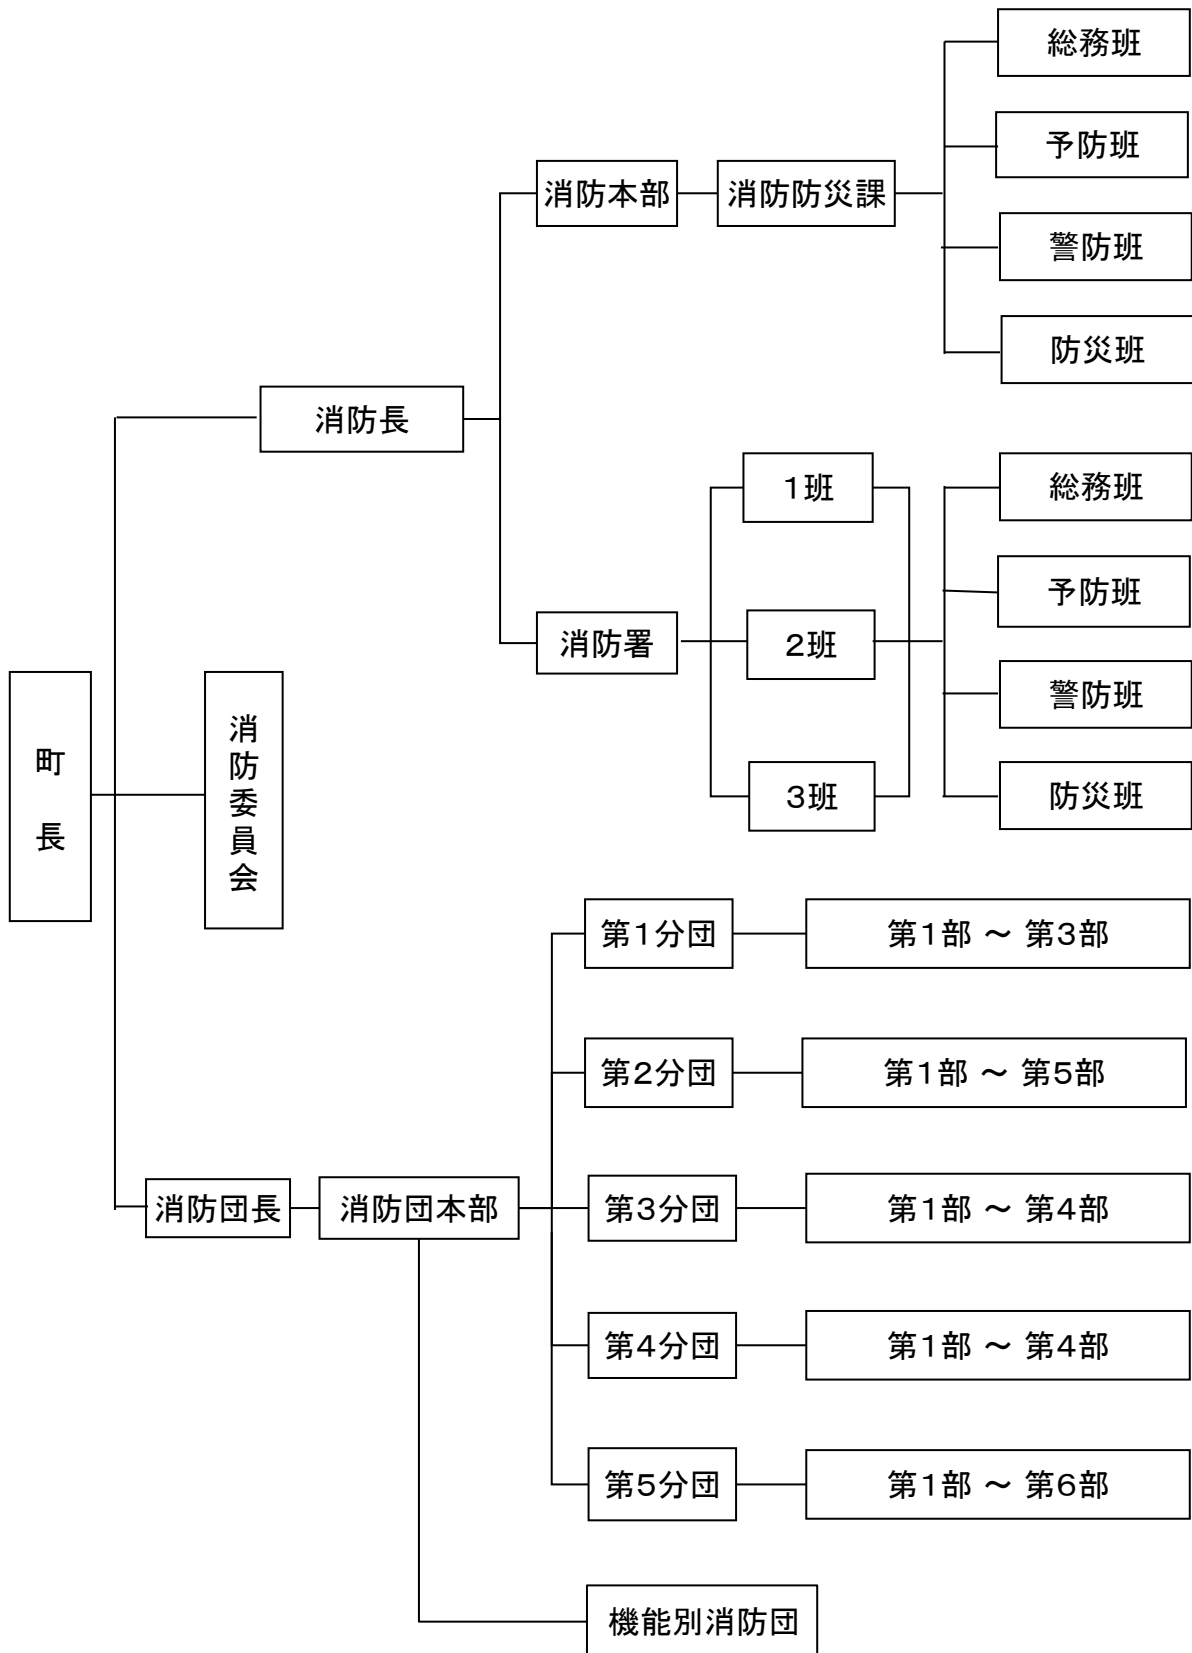 総務班
予防班
消防本部
消防防災課
警防班
防災班
消防長
1班
総務班
予防班
消防署
2班
警防班
3班
防災班
町長
消防委員会
第1分団
第1部 ～ 第3部
第2分団
第1部 ～ 第5部
消防団長
消防団本部
第3分団
第1部 ～ 第4部
第4分団
第1部 ～ 第4部
第5分団
第1部 ～ 第6部
機能別消防団